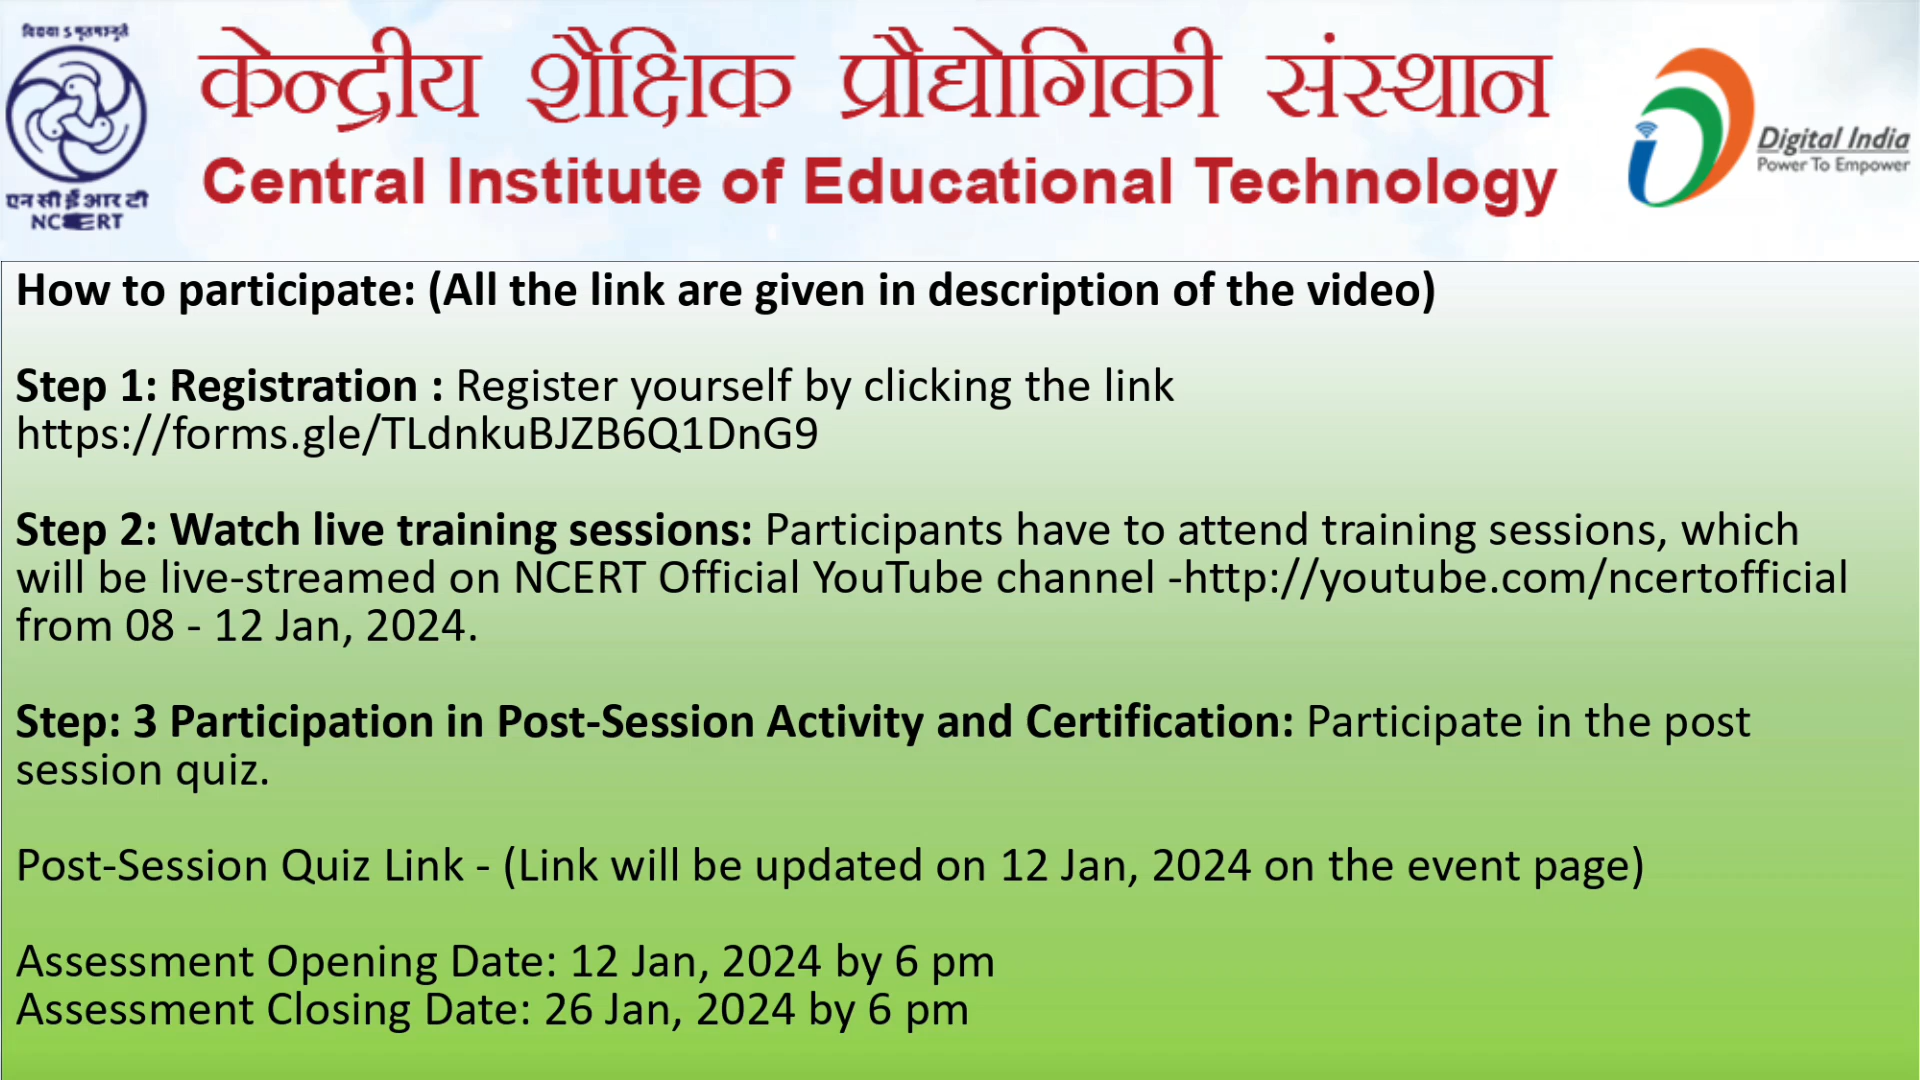 केन्द्रीय शैक्षिक प्रौद्योगिकी संस्थान
Central Institute of Educational Technology
एन सी ई आर टी
NCERT
Digital India
Power To Empower
How to participate: (All the link are given in description of the video)
Step 1: Registration : Register yourself by clicking the link
https://forms.gle/TLdnkuBJZB6Q1DnG9
Step 2: Watch live training sessions: Participants have to attend training sessions, which
will be live-streamed on NCERT Official YouTube channel -http://youtube.com/ncertofficial
from 08 - 12 Jan, 2024.
Step: 3 Participation in Post-Session Activity and Certification: Participate in the post
session quiz.
Post-Session Quiz Link - (Link will be updated on 12 Jan, 2024 on the event page)
Assessment Opening Date: 12 Jan, 2024 by 6 pm
Assessment Closing Date: 26 Jan, 2024 by 6 pm